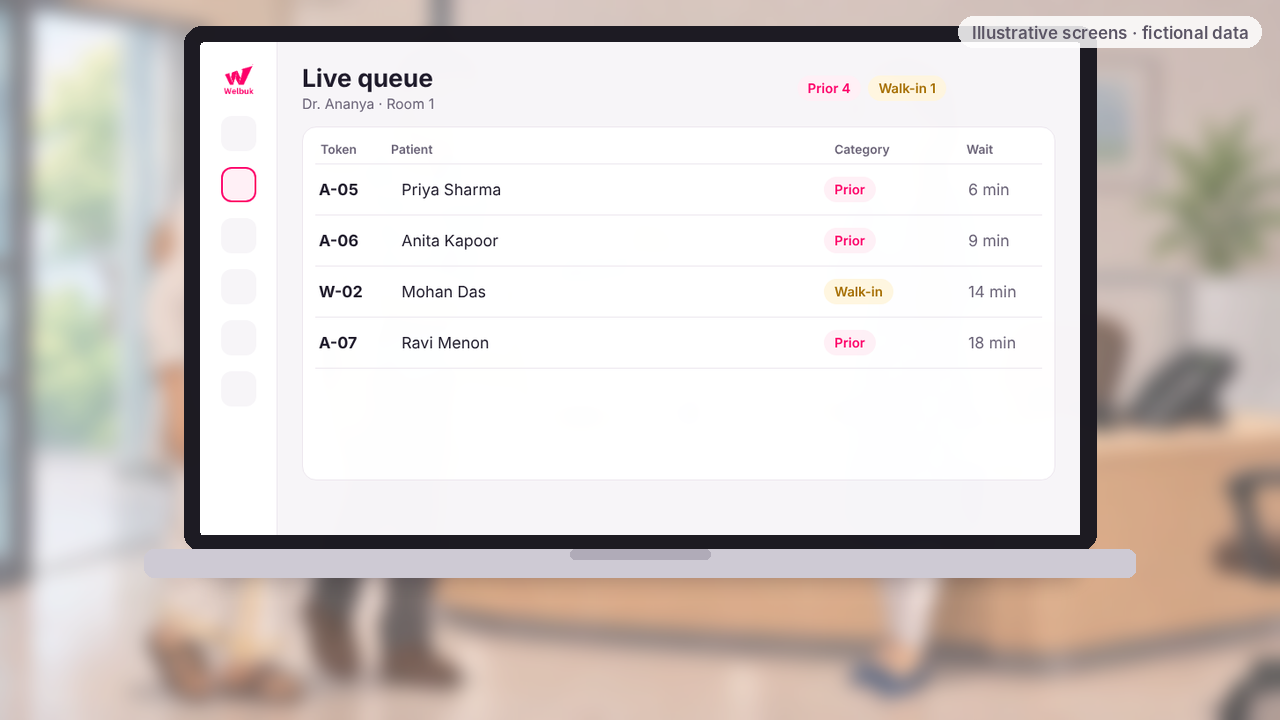 Illustrative screens · fictional data
Welbuk
Live queue
Dr. Ananya · Room 1
Prior 4
Walk-in 1
Token Patient Category Wait
A-05 Priya Sharma Prior 6 min
A-06 Anita Kapoor Prior 9 min
W-02 Mohan Das Walk-in 14 min
A-07 Ravi Menon Prior 18 min